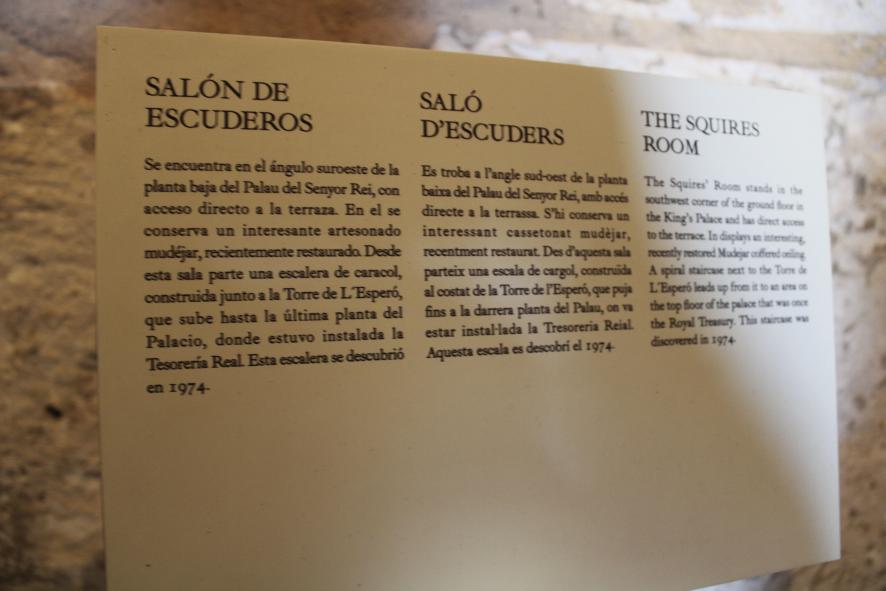 SALÓN DE
ESCUDEROS
Se encuentra en el ángulo suroeste de la
planta baja del Palau del Senyor Rei, con
acceso directo a la terraza. En el se
conserva un interesante artesonado
mudéjar, recientemente restaurado. Desde
esta sala parte una escalera de caracol,
construida junto a la Torre de L´Esperó,
que sube hasta la última planta del
Palacio, donde estuvo instalada la
Tesorería Real. Esta escalera se descubrió
en 1974.
SALÓ
D'ESCUDERS
Es troba a l'angle sud-oest de la planta
baixa del Palau del Senyor Rei, amb accés
directe a la terrassa. S'hi conserva un
interessant cassetonat mudèjar,
recentment restaurat. Des d'aquesta sala
parteix una escala de cargol, construïda
al costat de la Torre de l'Esperó, que puja
fins a la darrera planta del Palau, on va
estar instal·lada la Tresoreria Reial.
Aquesta escala es descobrí el 1974.
THE SQUIRES
ROOM
The Squires' Room stands in the
southwest corner of the ground floor in
the King's Palace and has direct access
to the terrace. In displays an interesting,
recently restored Mudejar coffered ceiling.
A spiral staircase next to the Torre de
L'Esperó leads up from it to an area on
the top floor of the palace that was once
the Royal Treasury. This staircase was
discovered in 1974.